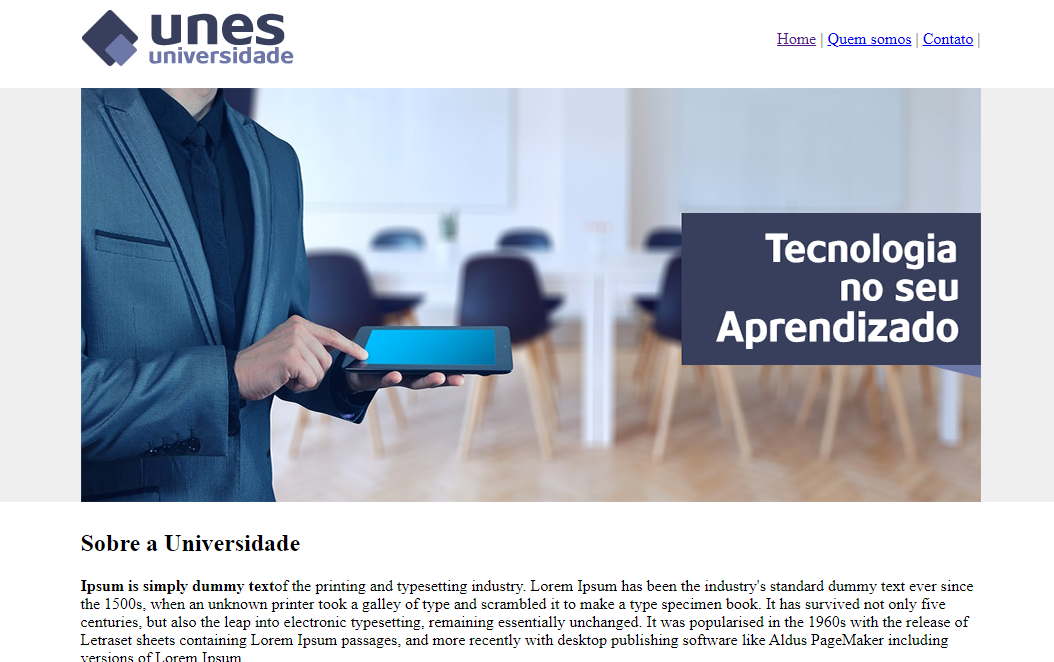 unes
universidade
Home | Quem somos | Contato |
Tecnologia
no seu
Aprendizado
Sobre a Universidade
Ipsum is simply dummy textof the printing and typesetting industry. Lorem Ipsum has been the industry's standard dummy text ever since
the 1500s, when an unknown printer took a galley of type and scrambled it to make a type specimen book. It has survived not only five
centuries, but also the leap into electronic typesetting, remaining essentially unchanged. It was popularised in the 1960s with the release of
Letraset sheets containing Lorem Ipsum passages, and more recently with desktop publishing software like Aldus PageMaker including
versions of Lorem Ipsum